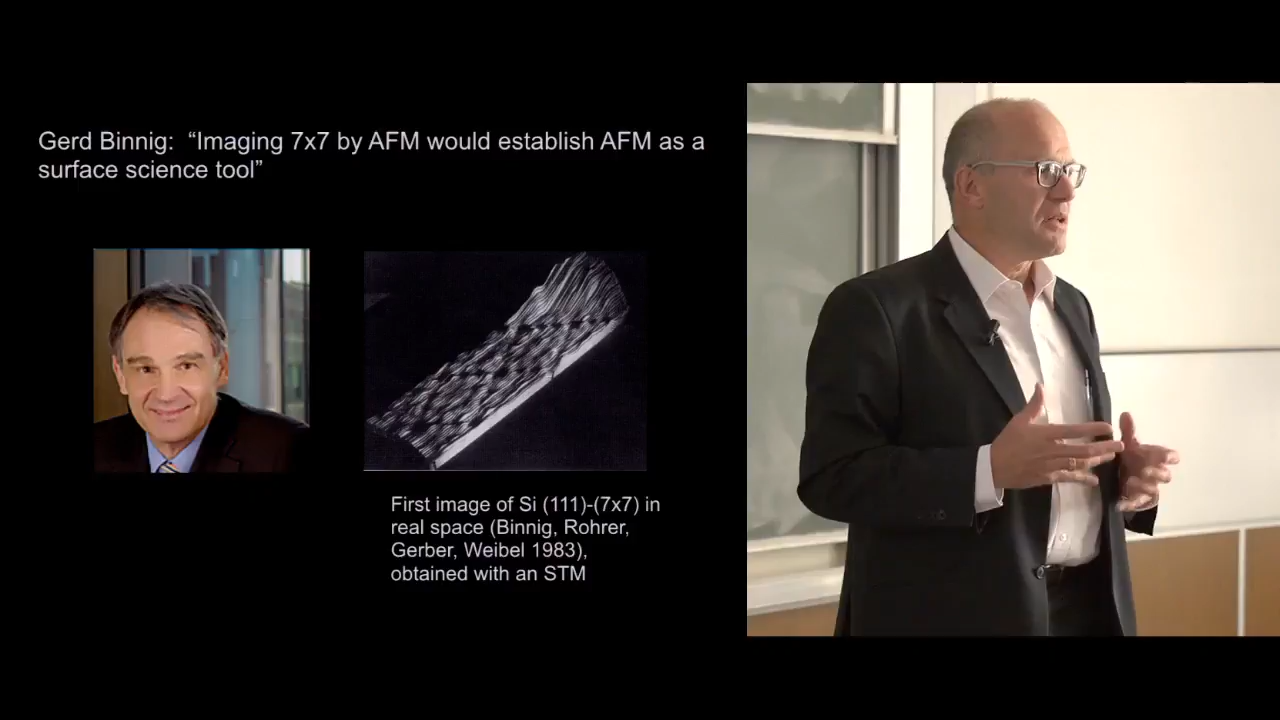 Gerd Binnig: “Imaging 7x7 by AFM would establish AFM as a
surface science tool”
First image of Si (111)-(7x7) in
real space (Binnig, Rohrer,
Gerber, Weibel 1983),
obtained with an STM